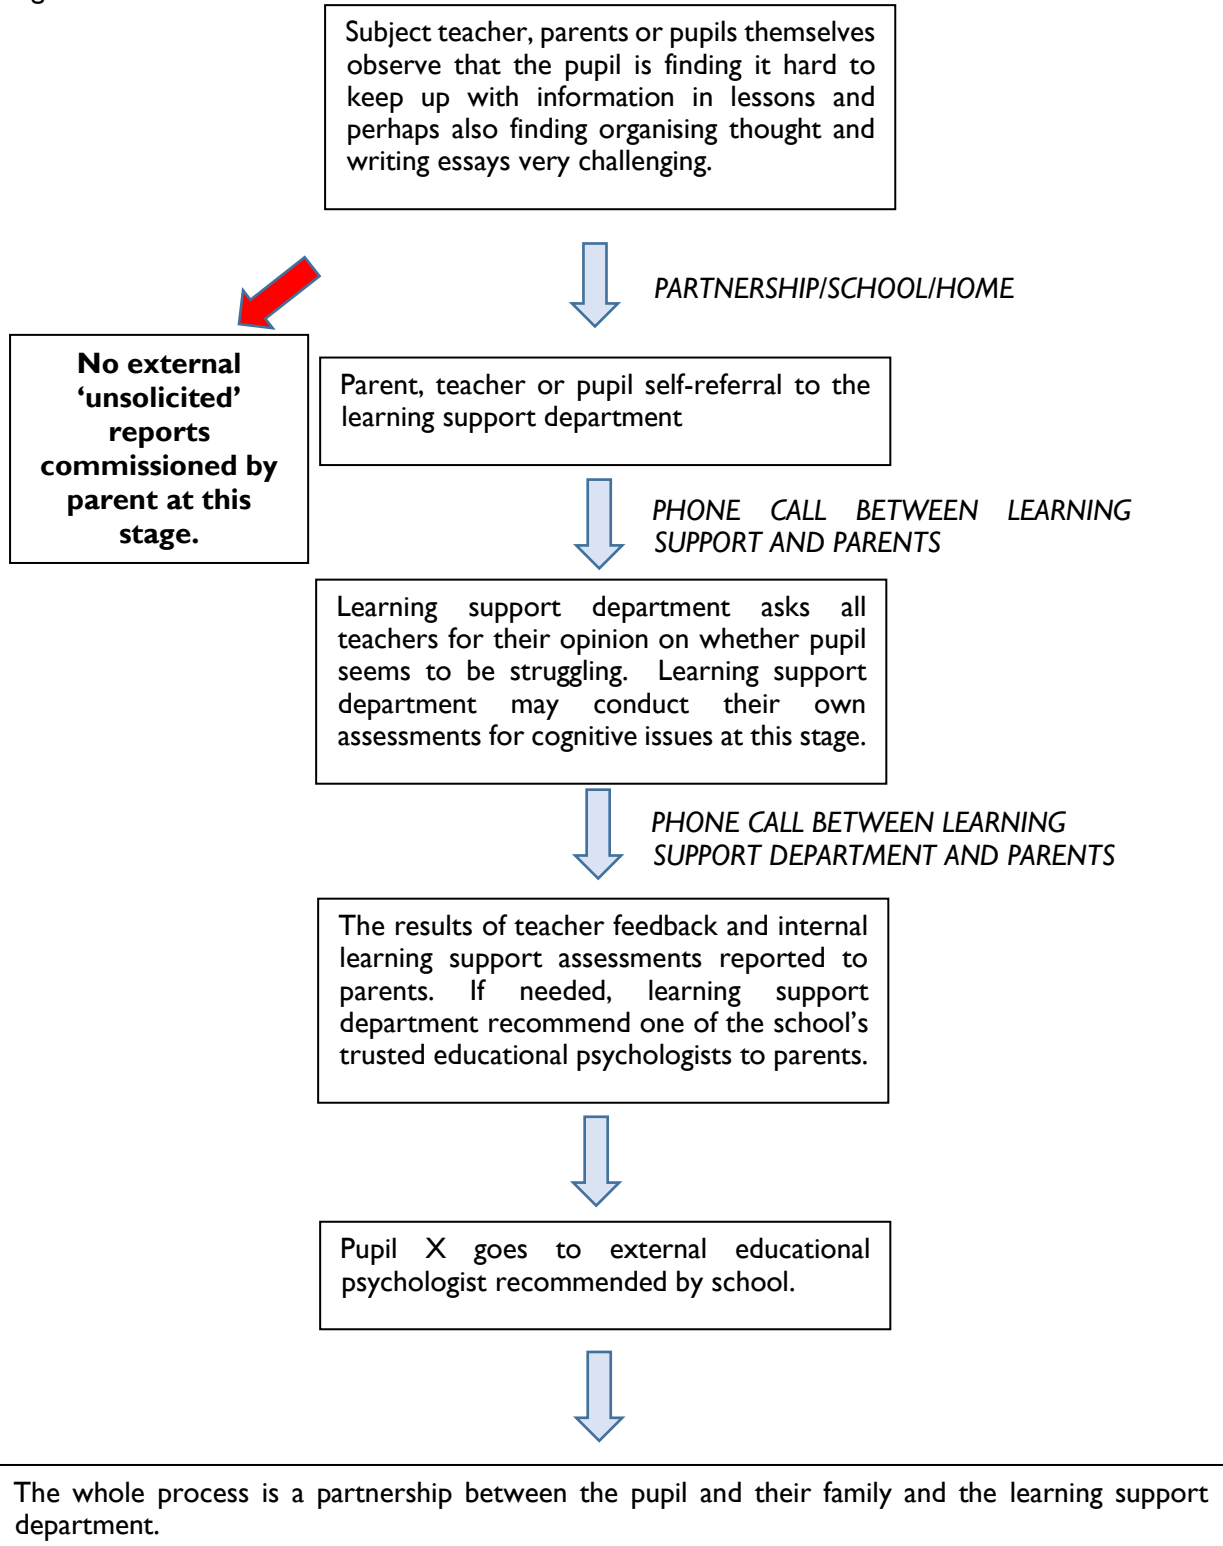 Subject teacher, parents or pupils themselves
observe that the pupil is finding it hard to
keep up with information in lessons and
perhaps also finding organising thought and
writing essays very challenging.
PARTNERSHIP/SCHOOL/HOME
No external
‘unsolicited’
reports
commissioned by
parent at this
stage.
Parent, teacher or pupil self-referral to the
learning support department
PHONE CALL BETWEEN LEARNING
SUPPORT AND PARENTS
Learning support department asks all
teachers for their opinion on whether pupil
seems to be struggling. Learning support
department may conduct their own
assessments for cognitive issues at this stage.
PHONE CALL BETWEEN LEARNING
SUPPORT DEPARTMENT AND PARENTS
The results of teacher feedback and internal
learning support assessments reported to
parents. If needed, learning support
department recommend one of the school’s
trusted educational psychologists to parents.
Pupil X goes to external educational
psychologist recommended by school.
The whole process is a partnership between the pupil and their family and the learning support
department.